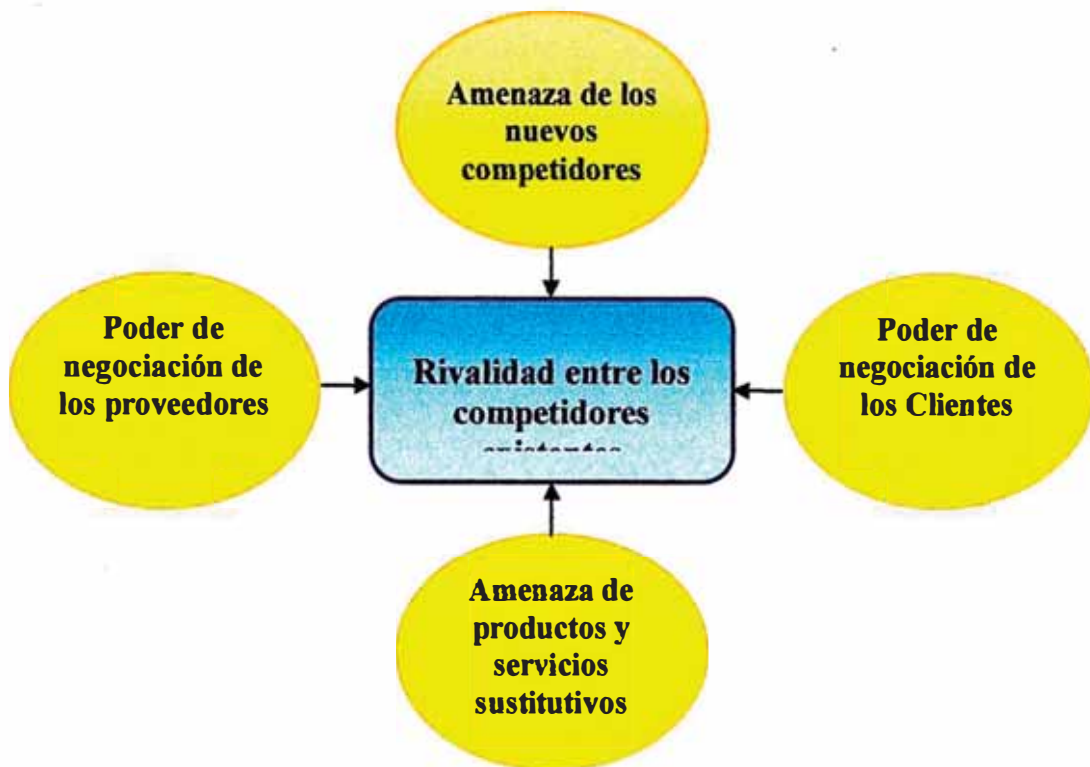 Amenaza de los
nuevos
competidores
Poder de
negociación de
los proveedores
Rivalidad entre los
competidores
Poder de
negociación de
los Clientes
Amenaza de
productos y
servicios
sustitutivos